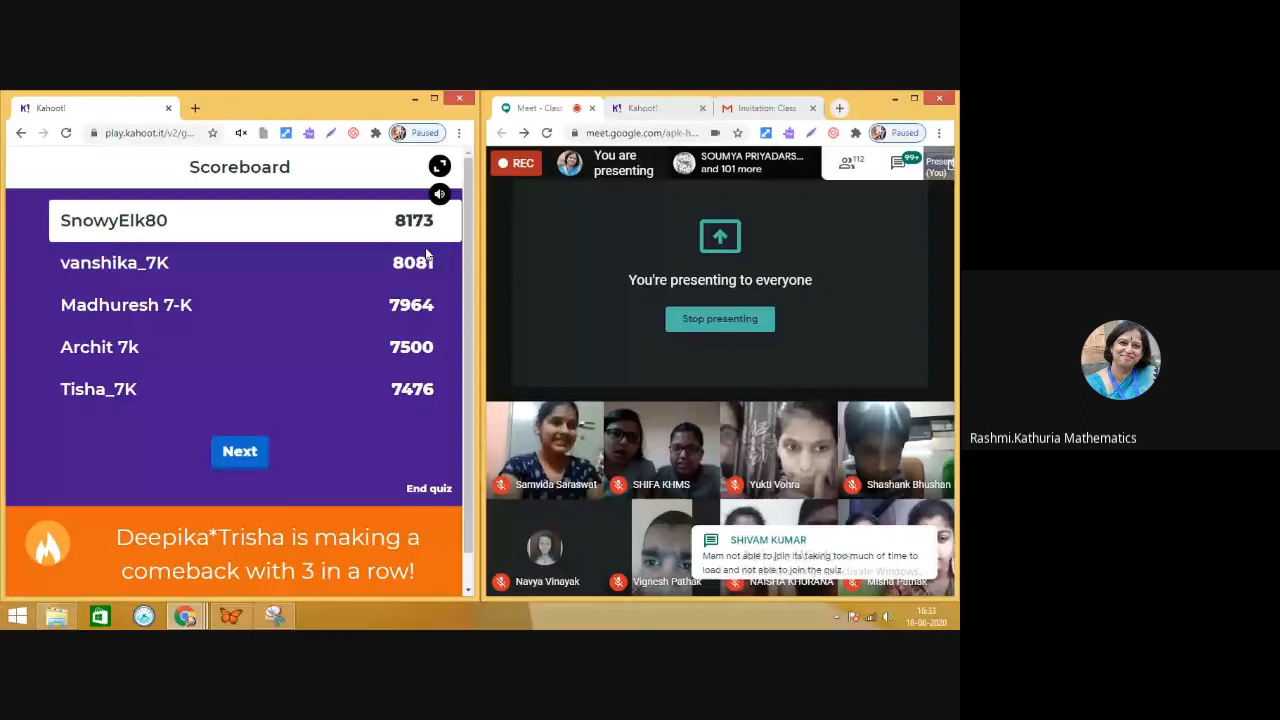 Kahoot!
play.kahoot.it/v2/g...
Paused
Scoreboard
SnowyElk80 8173
vanshika_7K 8081
Madhuresh 7-K 7964
Archit 7k 7500
Tisha_7K 7476
Next
End quiz
Deepika*Trisha is making a
comeback with 3 in a row!
Meet - Class
Kahoot!
Invitation: Class
meet.google.com/apk-h...
Paused
REC
You are
presenting
SOUMYA PRIYADARS...
and 101 more
112
99+
Present
(You)
You're presenting to everyone
Stop presenting
Samvida Saraswat
SHIFA KHMS
Yukti Vohra
Shashank Bhushan
Navya Vinayak
Vignesh Pathak
NAISHA KHURANA
Misha Pathak
SHIVAM KUMAR
Mam not able to join its taking too much of time to
load and not able to join the quiz
16:33
18-08-2020
Rashmi.Kathuria Mathematics